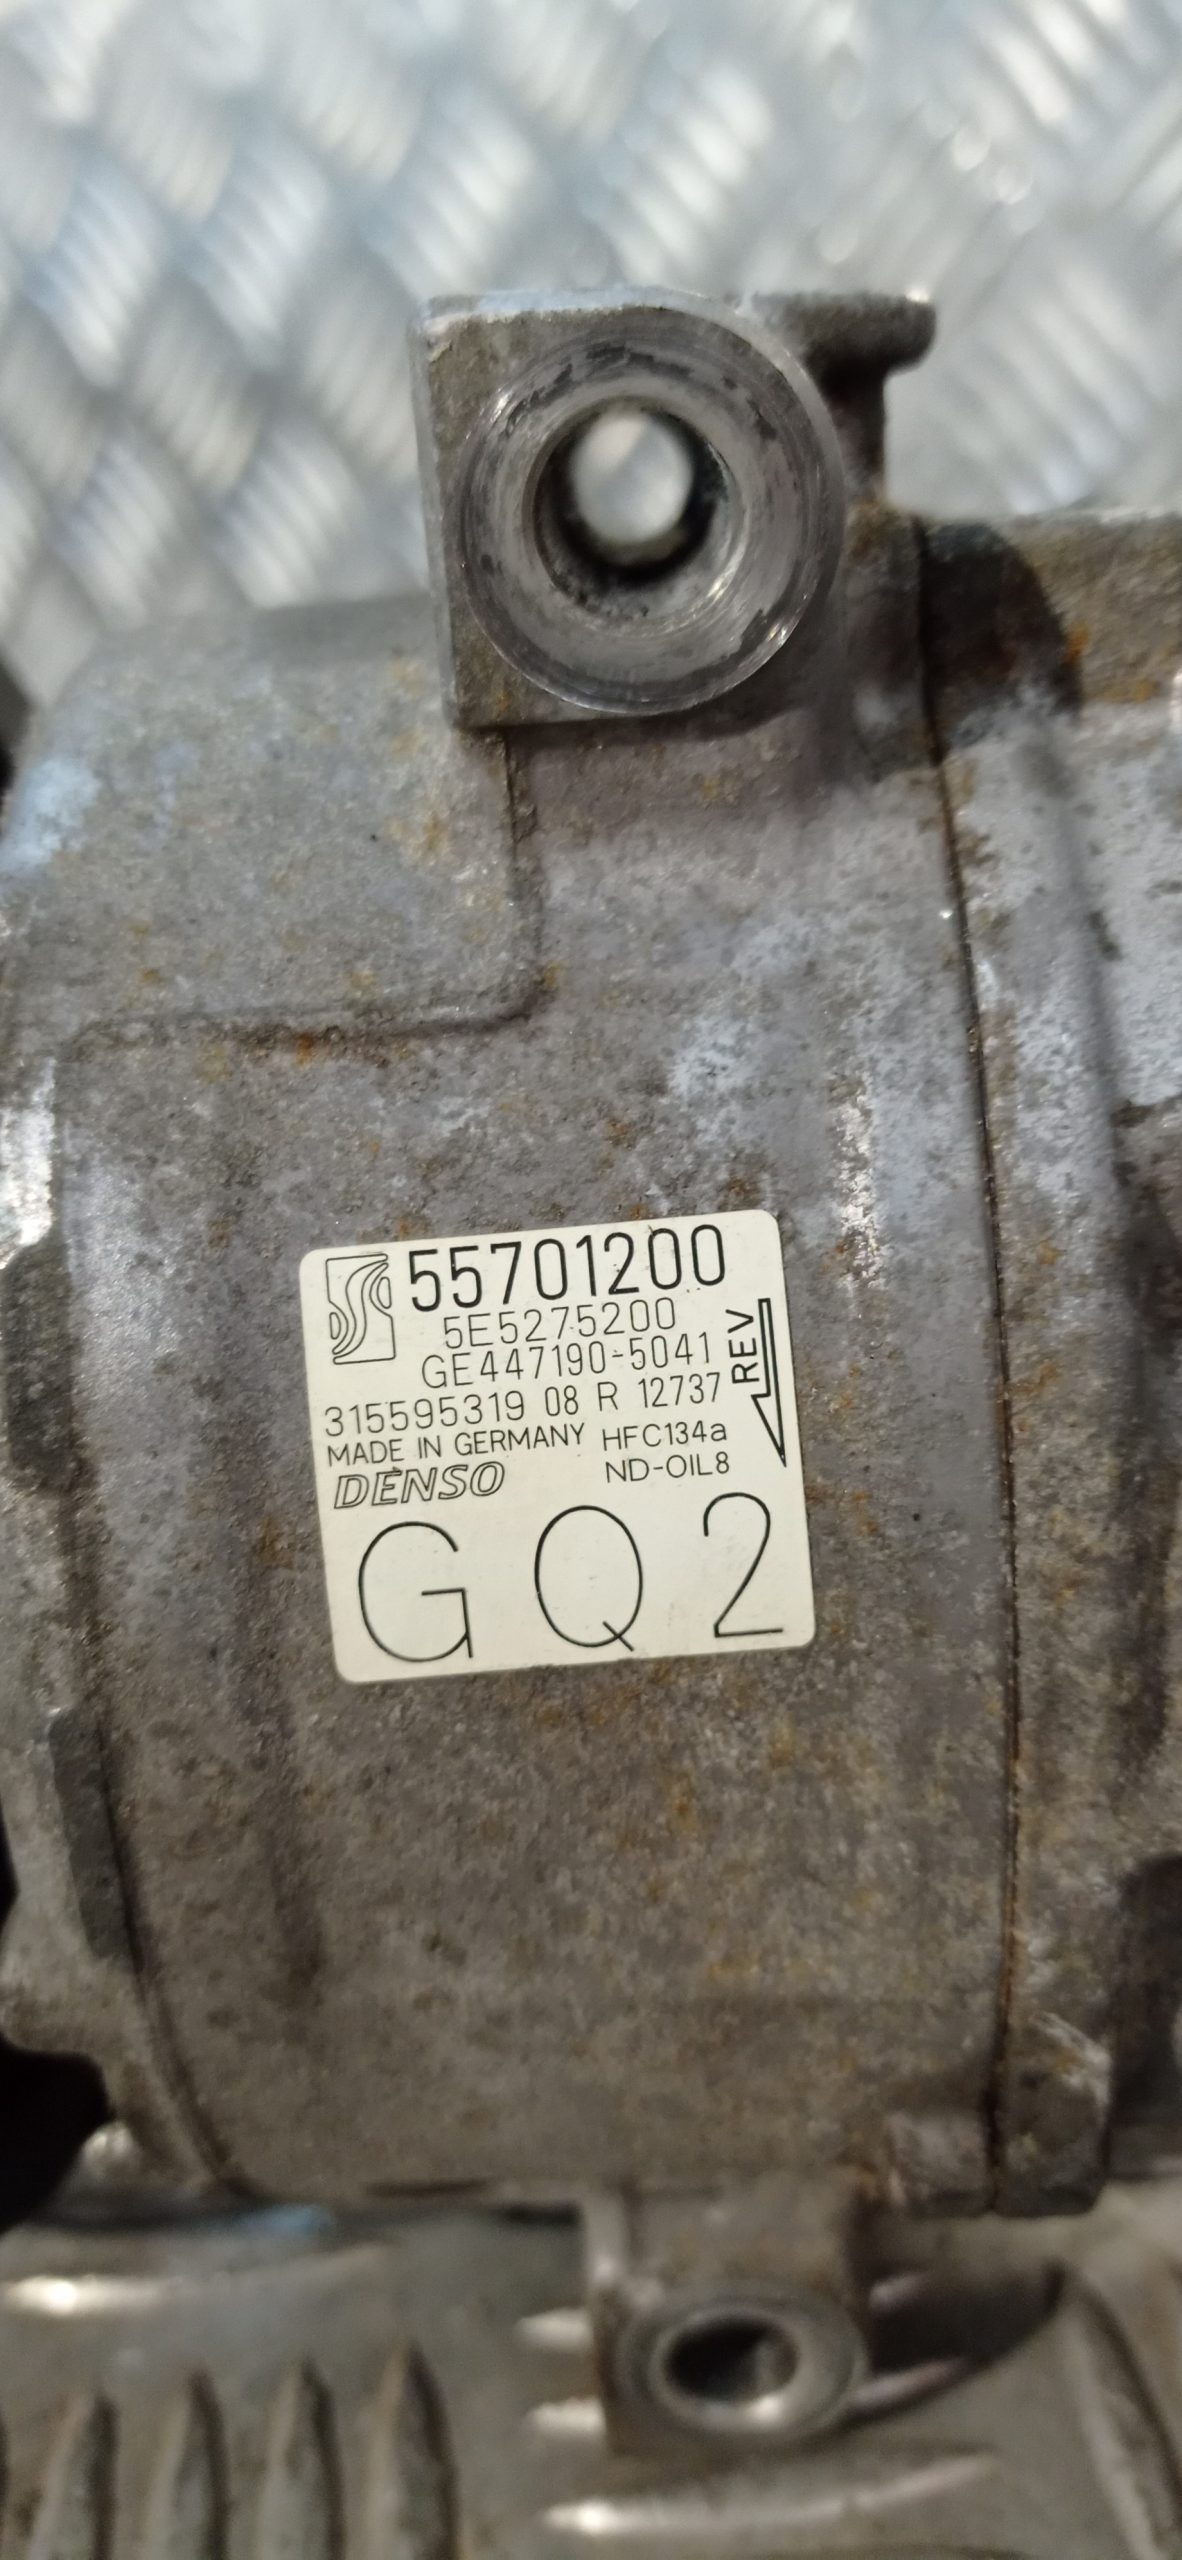 55701200
5E5275200
GE447190-5041
REV
315595319 08 R 12737
MADE IN GERMANY HFC134a
DENSO ND-OIL8
GQ2